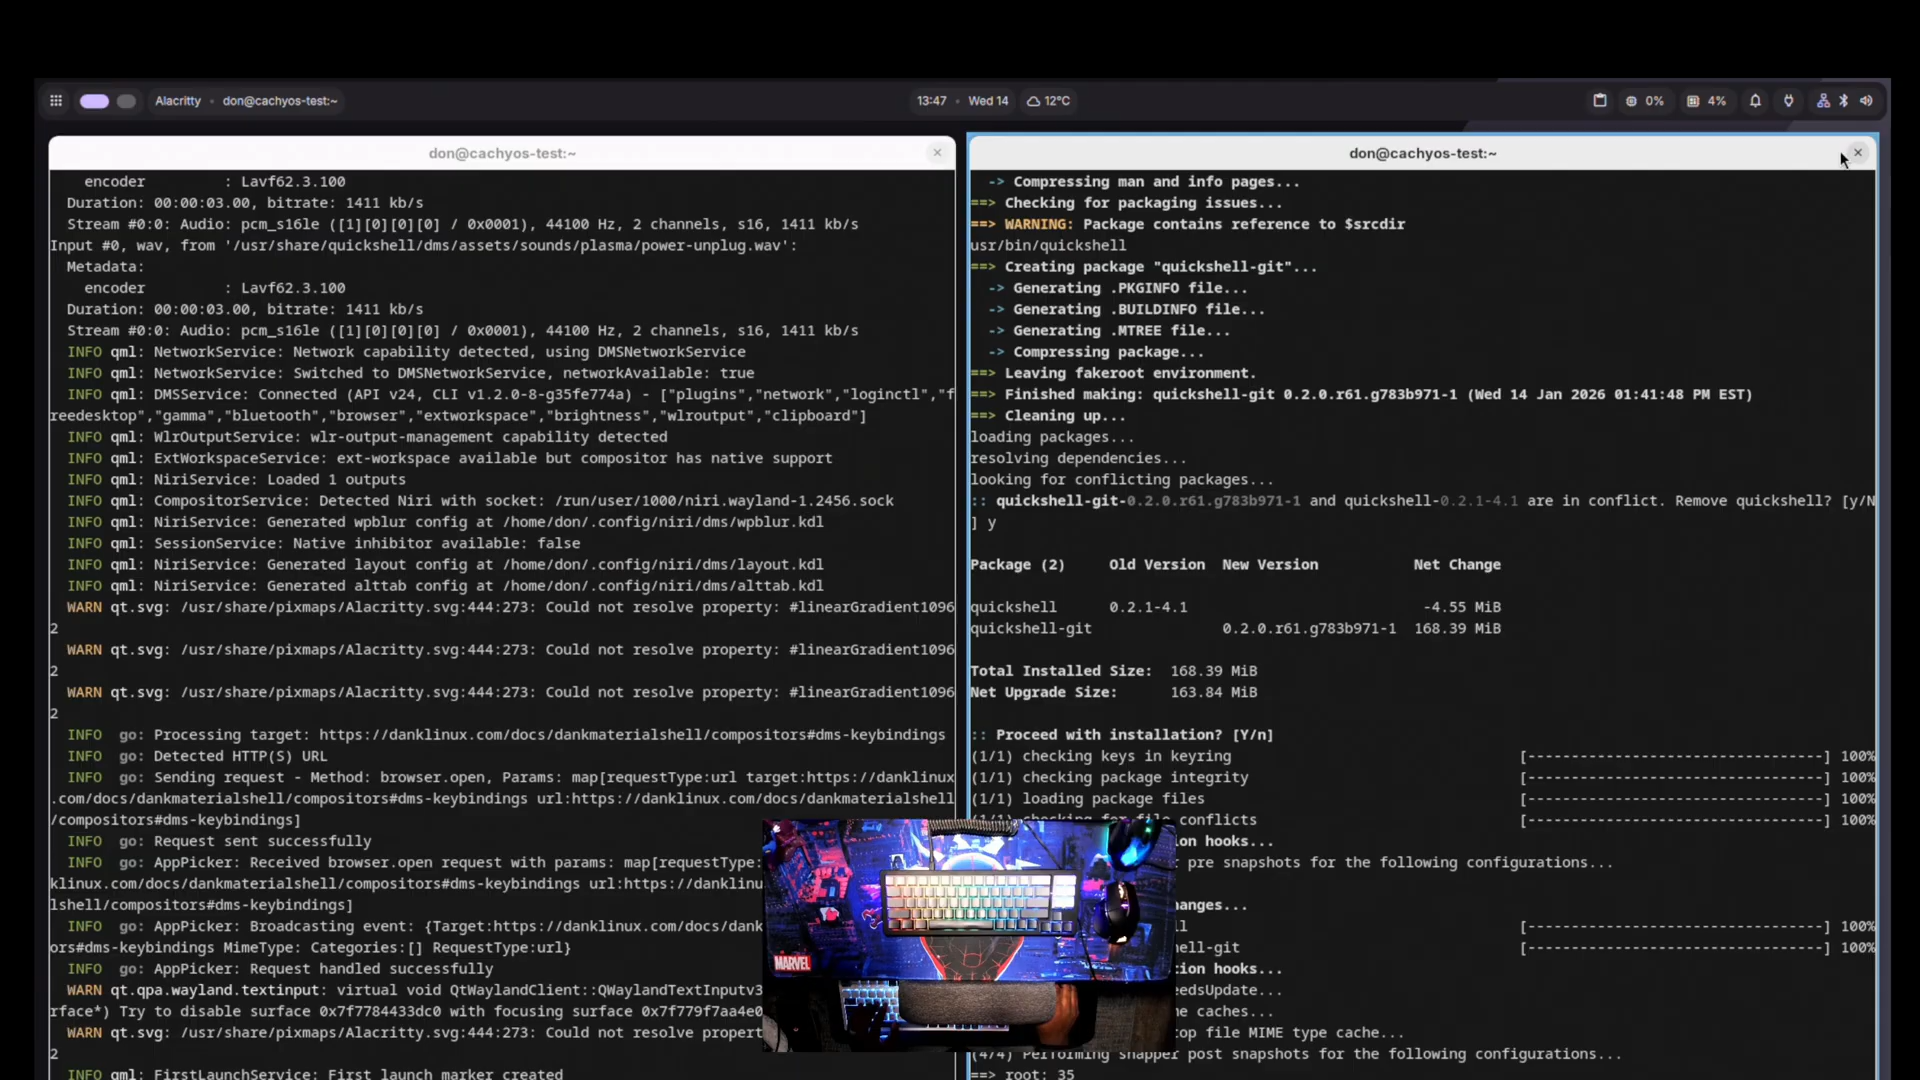 Alacritty • don@cachyos-test:~
13:47 • Wed 14 12°C
0% 4%
don@cachyos-test:~
encoder : Lavf62.3.100
Duration: 00:00:03.00, bitrate: 1411 kb/s
Stream #0:0: Audio: pcm_s16le ([1][0][0][0] / 0x0001), 44100 Hz, 2 channels, s16, 1411 kb/s
Input #0, wav, from '/usr/share/quickshell/dms/assets/sounds/plasma/power-unplug.wav':
Metadata:
encoder : Lavf62.3.100
Duration: 00:00:03.00, bitrate: 1411 kb/s
Stream #0:0: Audio: pcm_s16le ([1][0][0][0] / 0x0001), 44100 Hz, 2 channels, s16, 1411 kb/s
INFO qml: NetworkService: Network capability detected, using DMSNetworkService
INFO qml: NetworkService: Switched to DMSNetworkService, networkAvailable: true
INFO qml: DMSService: Connected (API v24, CLI v1.2.0-8-g35fe774a) - ["plugins","network","loginctl","f
reedesktop","gamma","bluetooth","browser","extworkspace","brightness","wlroutput","clipboard"]
INFO qml: WlrOutputService: wlr-output-management capability detected
INFO qml: ExtWorkspaceService: ext-workspace available but compositor has native support
INFO qml: NiriService: Loaded 1 outputs
INFO qml: CompositorService: Detected Niri with socket: /run/user/1000/niri.wayland-1.2456.sock
INFO qml: NiriService: Generated wpblur config at /home/don/.config/niri/dms/wpblur.kdl
INFO qml: SessionService: Native inhibitor available: false
INFO qml: NiriService: Generated layout config at /home/don/.config/niri/dms/layout.kdl
INFO qml: NiriService: Generated alttab config at /home/don/.config/niri/dms/alttab.kdl
WARN qt.svg: /usr/share/pixmaps/Alacritty.svg:444:273: Could not resolve property: #linearGradient1096
2
WARN qt.svg: /usr/share/pixmaps/Alacritty.svg:444:273: Could not resolve property: #linearGradient1096
2
WARN qt.svg: /usr/share/pixmaps/Alacritty.svg:444:273: Could not resolve property: #linearGradient1096
2
INFO go: Processing target: https://danklinux.com/docs/dankmaterialshell/compositors#dms-keybindings
INFO go: Detected HTTP(S) URL
INFO go: Sending request - Method: browser.open, Params: map[requestType:url target:https://danklinux
.com/docs/dankmaterialshell/compositors#dms-keybindings url:https://danklinux.com/docs/dankmaterialshell
/compositors#dms-keybindings]
INFO go: Request sent successfully
INFO go: AppPicker: Received browser.open request with params: map[requestType:
klinux.com/docs/dankmaterialshell/compositors#dms-keybindings url:https://danklinu
lshell/compositors#dms-keybindings]
INFO go: AppPicker: Broadcasting event: {Target:https://danklinux.com/docs/dank
ors#dms-keybindings MimeType: Categories:[] RequestType:url}
INFO go: AppPicker: Request handled successfully
WARN qt.qpa.wayland.textinput: virtual void QtWaylandClient::QWaylandTextInputv3
rface*) Try to disable surface 0x7f7784433dc0 with focusing surface 0x7f779f7aa4e0
WARN qt.svg: /usr/share/pixmaps/Alacritty.svg:444:273: Could not resolve propert
2
INFO qml: FirstLaunchService: First launch marker created
don@cachyos-test:~
-> Compressing man and info pages...
==> Checking for packaging issues...
==> WARNING: Package contains reference to $srcdir
usr/bin/quickshell
==> Creating package "quickshell-git"...
-> Generating .PKGINFO file...
-> Generating .BUILDINFO file...
-> Generating .MTREE file...
-> Compressing package...
==> Leaving fakeroot environment.
==> Finished making: quickshell-git 0.2.0.r61.g783b971-1 (Wed 14 Jan 2026 01:41:48 PM EST)
==> Cleaning up...
loading packages...
resolving dependencies...
looking for conflicting packages...
:: quickshell-git-0.2.0.r61.g783b971-1 and quickshell-0.2.1-4.1 are in conflict. Remove quickshell? [y/N
] y
Package (2) Old Version New Version Net Change
quickshell 0.2.1-4.1 -4.55 MiB
quickshell-git 0.2.0.r61.g783b971-1 168.39 MiB
Total Installed Size: 168.39 MiB
Net Upgrade Size: 163.84 MiB
:: Proceed with installation? [Y/n]
(1/1) checking keys in keyring [----------------------------------] 100%
(1/1) checking package integrity [----------------------------------] 100%
(1/1) loading package files [----------------------------------] 100%
(1/1) checking for file conflicts [----------------------------------] 100%
ion hooks...
r pre snapshots for the following configurations...
anges...
ll [----------------------------------] 100%
ell-git [----------------------------------] 100%
ion hooks...
eedsUpdate...
me caches...
top file MIME type cache...
(4/4) Performing snapper post snapshots for the following configurations...
==> root: 35
MARVEL